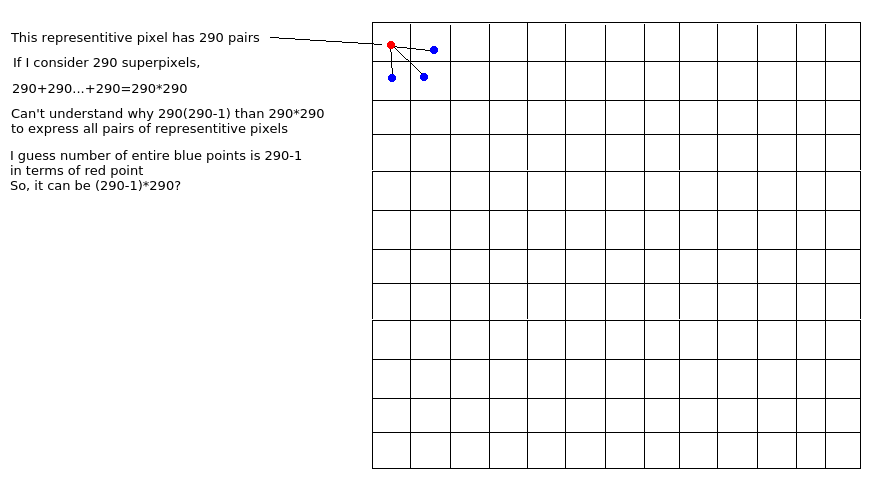 This representitive pixel has 290 pairs
If I consider 290 superpixels,
290+290...+290=290*290
Can't understand why 290(290-1) than 290*290
to express all pairs of representitive pixels
I guess number of entire blue points is 290-1
in terms of red point
So, it can be (290-1)*290?